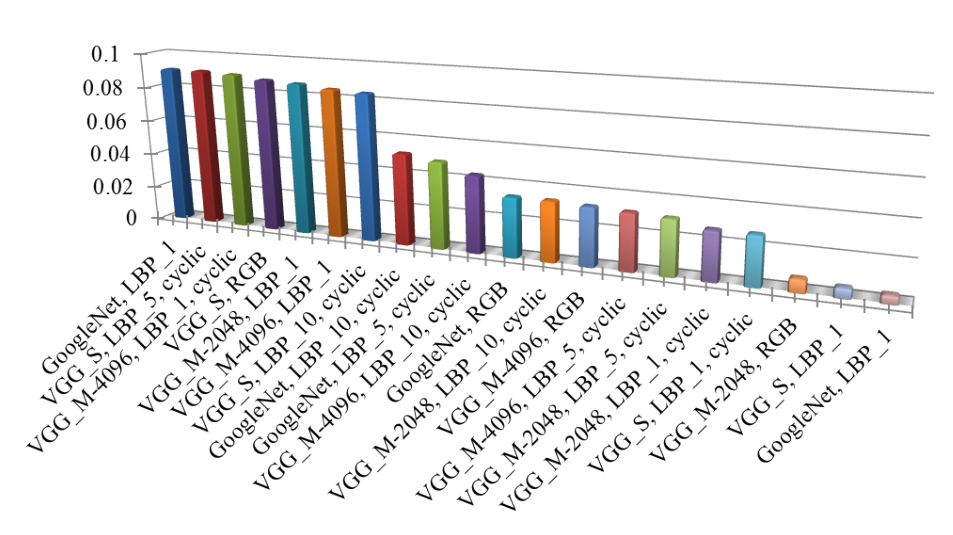 0.1
0.08
0.06
0.04
0.02
0
GoogleNet, LBP_1
VGG_S, LBP_5, cyclic
VGG_M-4096, LBP_1, cyclic
VGG_S, RGB
VGG_M-2048, LBP_1
VGG_M-4096, LBP_1
VGG_S, LBP_10, cyclic
GoogleNet, LBP_10, cyclic
GoogleNet, LBP_5, cyclic
VGG_M-4096, LBP_10, cyclic
GoogleNet, RGB
VGG_M-2048, LBP_10, cyclic
VGG_M-4096, RGB
VGG_M-4096, LBP_5, cyclic
VGG_M-2048, LBP_5, cyclic
VGG_M-2048, LBP_1, cyclic
VGG_S, LBP_1, cyclic
VGG_M-2048, RGB
VGG_S, LBP_1
GoogleNet, LBP_1